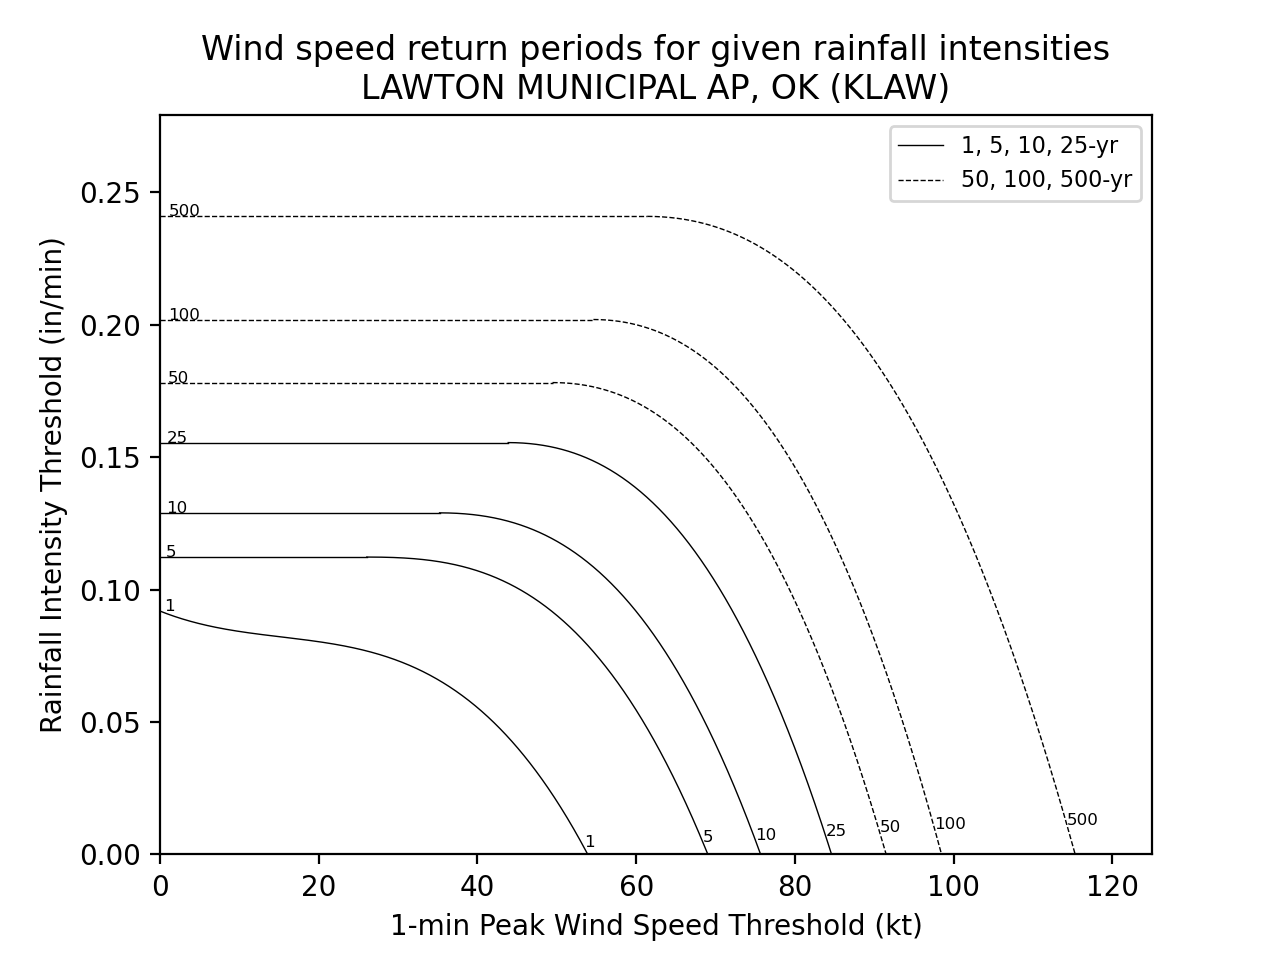 Wind speed return periods for given rainfall intensities
LAWTON MUNICIPAL AP, OK (KLAW)
1, 5, 10, 25-yr
50, 100, 500-yr
0.25
500
0.20
100
50
0.15
25
10
5
0.10
1
0.05
0.00
1
5
10
25
50
100
500
0 20 40 60 80 100 120
Rainfall Intensity Threshold (in/min)
1-min Peak Wind Speed Threshold (kt)